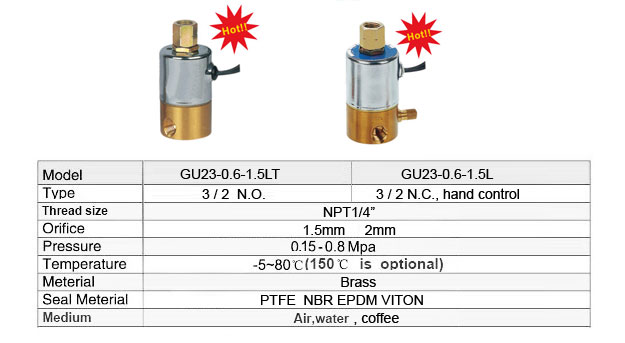 Hot!!
Hot!!
Model GU23-0.6-1.5LT GU23-0.6-1.5L
Type 3 / 2 N.O. 3 / 2 N.C., hand control
Thread size NPT1/4”
Orifice 1.5mm 2mm
Pressure 0.15 - 0.8 Mpa
Temperature -5~80℃(150℃ is optional)
Meterial Brass
Seal Meterial PTFE NBR EPDM VITON
Medium Air,water , coffee